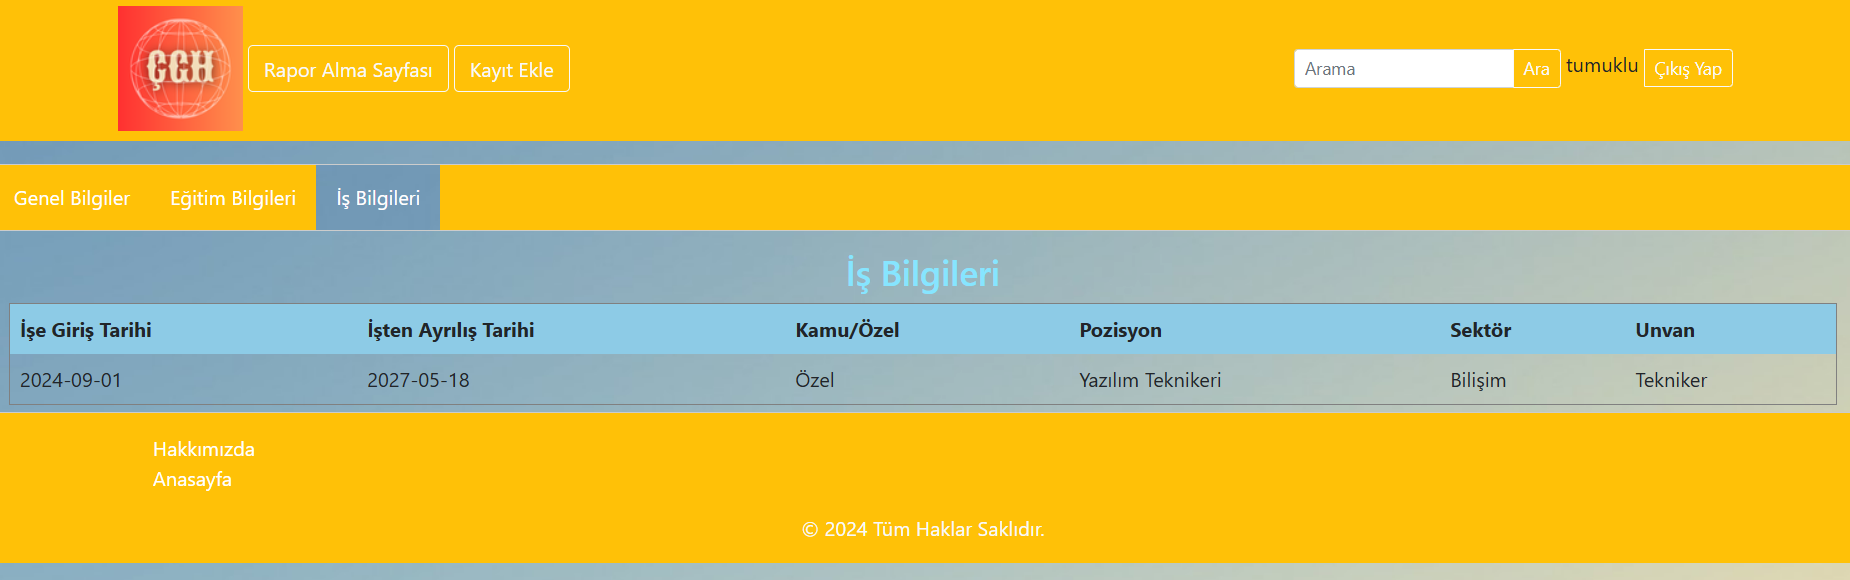 ÇGH
Rapor Alma Sayfası Kayıt Ekle Arama Ara tumuklu Çıkış Yap
Genel Bilgiler Eğitim Bilgileri İş Bilgileri
İş Bilgileri
İşe Giriş Tarihi İşten Ayrılış Tarihi Kamu/Özel Pozisyon Sektör Unvan
2024-09-01 2027-05-18 Özel Yazılım Teknikeri Bilişim Tekniker
Hakkımızda
Anasayfa
© 2024 Tüm Haklar Saklıdır.